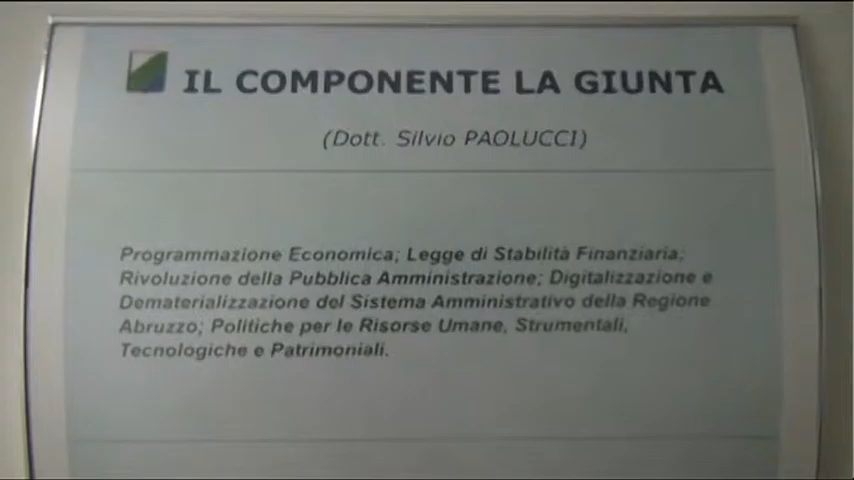 IL COMPONENTE LA GIUNTA
(Dott. Silvio PAOLUCCI)
Programmazione Economica; Legge di Stabilità Finanziaria;
Rivoluzione della Pubblica Amministrazione; Digitalizzazione e
Dematerializzazione del Sistema Amministrativo della Regione
Abruzzo; Politiche per le Risorse Umane, Strumentali,
Tecnologiche e Patrimoniali.